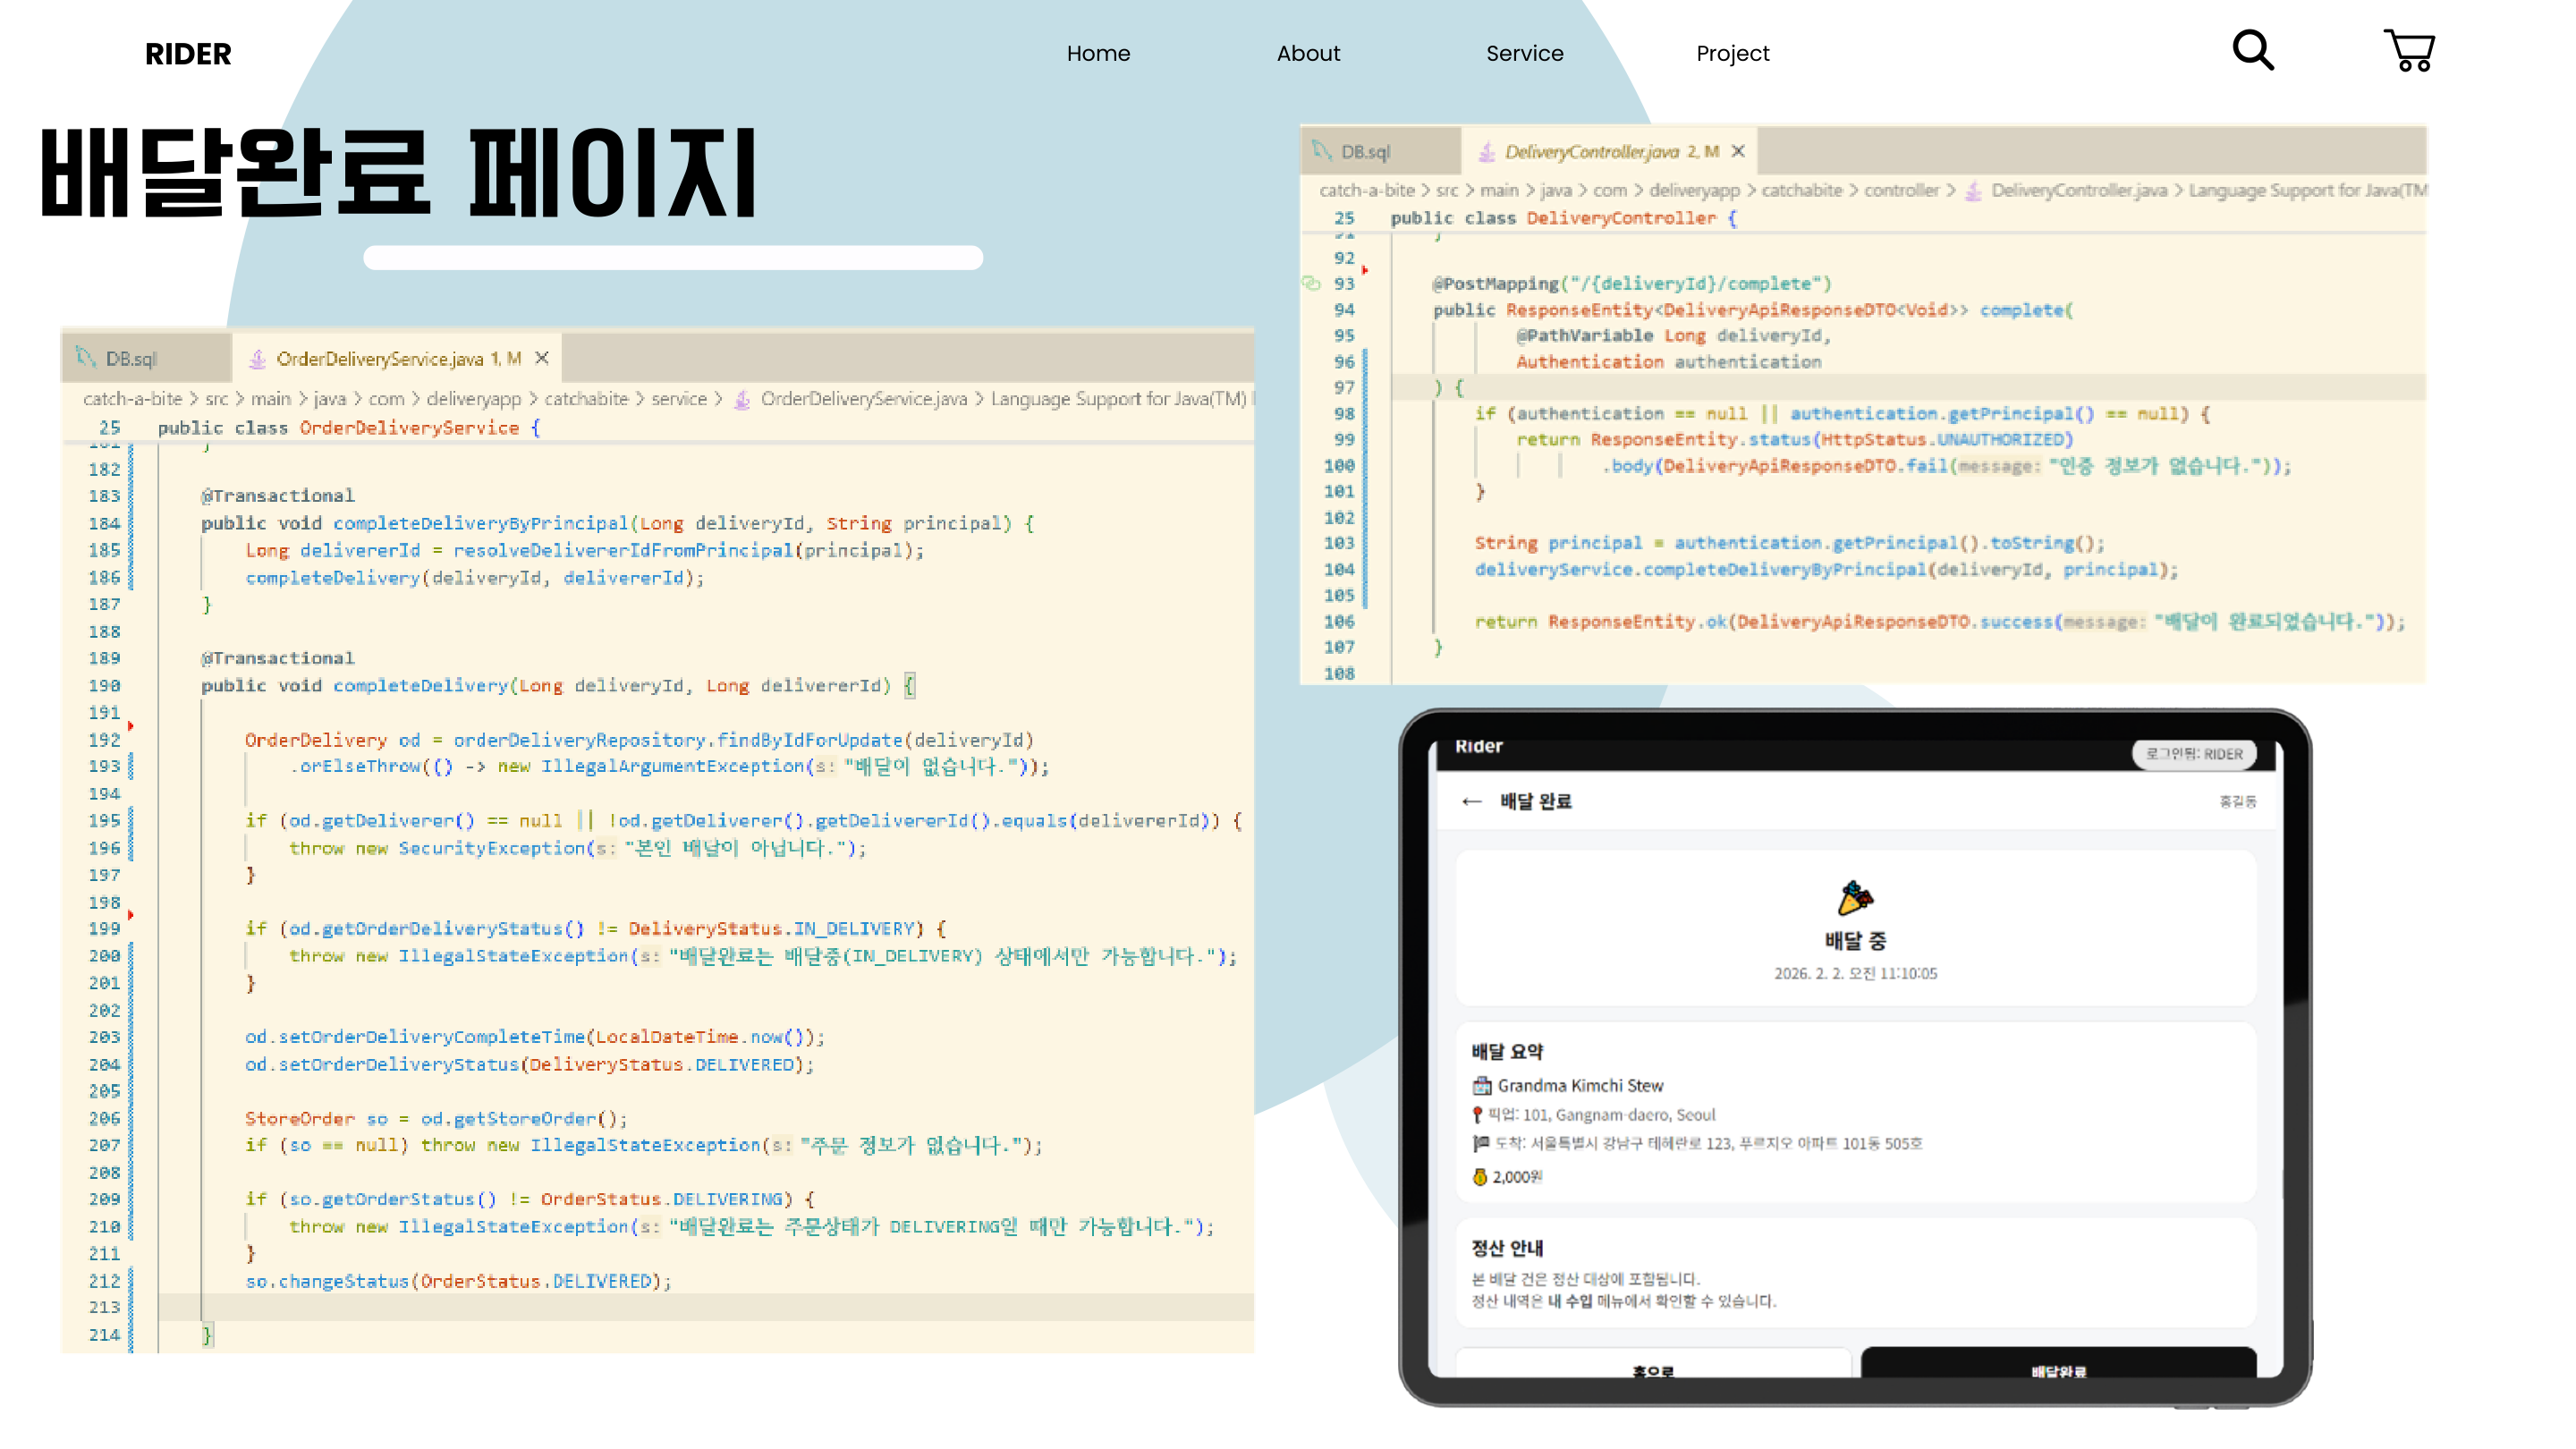 RIDER
Home
About
Service
Project
배달완료 페이지
DB.sql
OrderDeliveryService.java 1, M
catch-a-bite > src > main > java > com > deliveryapp > catchabite > service > OrderDeliveryService.java > Language Support for Java(TM)
25 public class OrderDeliveryService {
182
183 @Transactional
184 public void completeDeliveryByPrincipal(Long deliveryId, String principal) {
185 Long delivererId = resolveDelivererIdFromPrincipal(principal);
186 completeDelivery(deliveryId, delivererId);
187 }
188
189 @Transactional
190 public void completeDelivery(Long deliveryId, Long delivererId) {
191
192 OrderDelivery od = orderDeliveryRepository.findByIdForUpdate(deliveryId)
193 .orElseThrow(() -> new IllegalArgumentException(s: "배달이 없습니다."));
194
195 if (od.getDeliverer() == null || !od.getDeliverer().getDelivererId().equals(delivererId)) {
196 throw new SecurityException(s: "본인 배달이 아닙니다.");
197 }
198
199 if (od.getOrderDeliveryStatus() != DeliveryStatus.IN_DELIVERY) {
200 throw new IllegalStateException(s: "배달완료는 배달중(IN_DELIVERY) 상태에서만 가능합니다.");
201 }
202
203 od.setOrderDeliveryCompleteTime(LocalDateTime.now());
204 od.setOrderDeliveryStatus(DeliveryStatus.DELIVERED);
205
206 StoreOrder so = od.getStoreOrder();
207 if (so == null) throw new IllegalStateException(s: "주문 정보가 없습니다.");
208
209 if (so.getOrderStatus() != OrderStatus.DELIVERING) {
210 throw new IllegalStateException(s: "배달완료는 주문상태가 DELIVERING일 때만 가능합니다.");
211 }
212 so.changeStatus(OrderStatus.DELIVERED);
213
214 }
DB.sql
DeliveryController.java 2, M
catch-a-bite > src > main > java > com > deliveryapp > catchabite > controller > DeliveryController.java > Language Support for Java(TM
25 public class DeliveryController {
92
93 @PostMapping("/{deliveryId}/complete")
94 public ResponseEntity<DeliveryApiResponseDTO<Void>> complete(
95 @PathVariable Long deliveryId,
96 Authentication authentication
97 ) {
98 if (authentication == null || authentication.getPrincipal() == null) {
99 return ResponseEntity.status(HttpStatus.UNAUTHORIZED)
100 .body(DeliveryApiResponseDTO.fail(message: "인증 정보가 없습니다."));
101 }
102
103 String principal = authentication.getPrincipal().toString();
104 deliveryService.completeDeliveryByPrincipal(deliveryId, principal);
105
106 return ResponseEntity.ok(DeliveryApiResponseDTO.success(message: "배달이 완료되었습니다."));
107 }
108
Rider
로그인됨: RIDER
← 배달 완료
홍길동
배달 중
2026. 2. 2. 오전 11:10:05
배달 요약
Grandma Kimchi Stew
픽업: 101, Gangnam-daero, Seoul
도착: 서울특별시 강남구 테헤란로 123, 푸르지오 아파트 101동 505호
2,000원
정산 안내
본 배달 건은 정산 대상에 포함됩니다.
정산 내역은 내 수입 메뉴에서 확인할 수 있습니다.
홈으로
배달완료